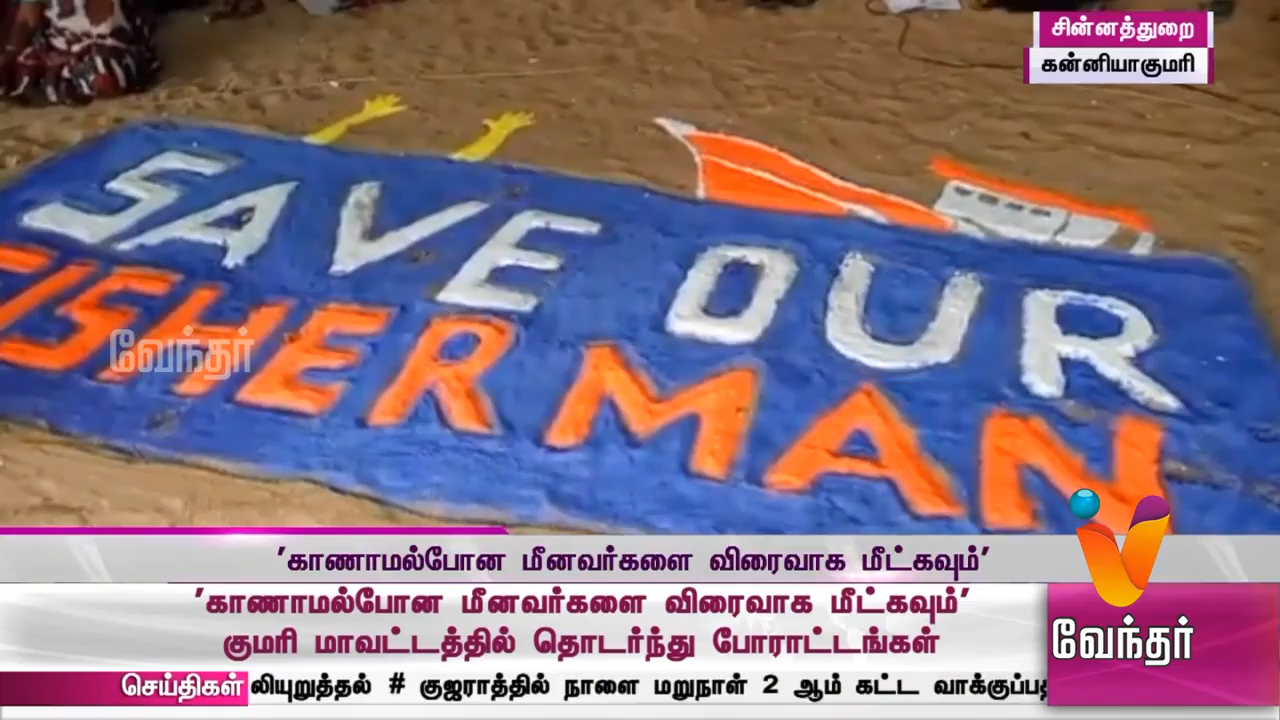 சின்னத்துறை
கன்னியாகுமரி
SAVE OUR
FISHERMAN
வேந்தர்
'காணாமல்போன மீனவர்களை விரைவாக மீட்கவும்'
'காணாமல்போன மீனவர்களை விரைவாக மீட்கவும்'
குமரி மாவட்டத்தில் தொடர்ந்து போராட்டங்கள்
வேந்தர்
செய்திகள் லியுறுத்தல் # குஜராத்தில் நாளை மறுநாள் 2 ஆம் கட்ட